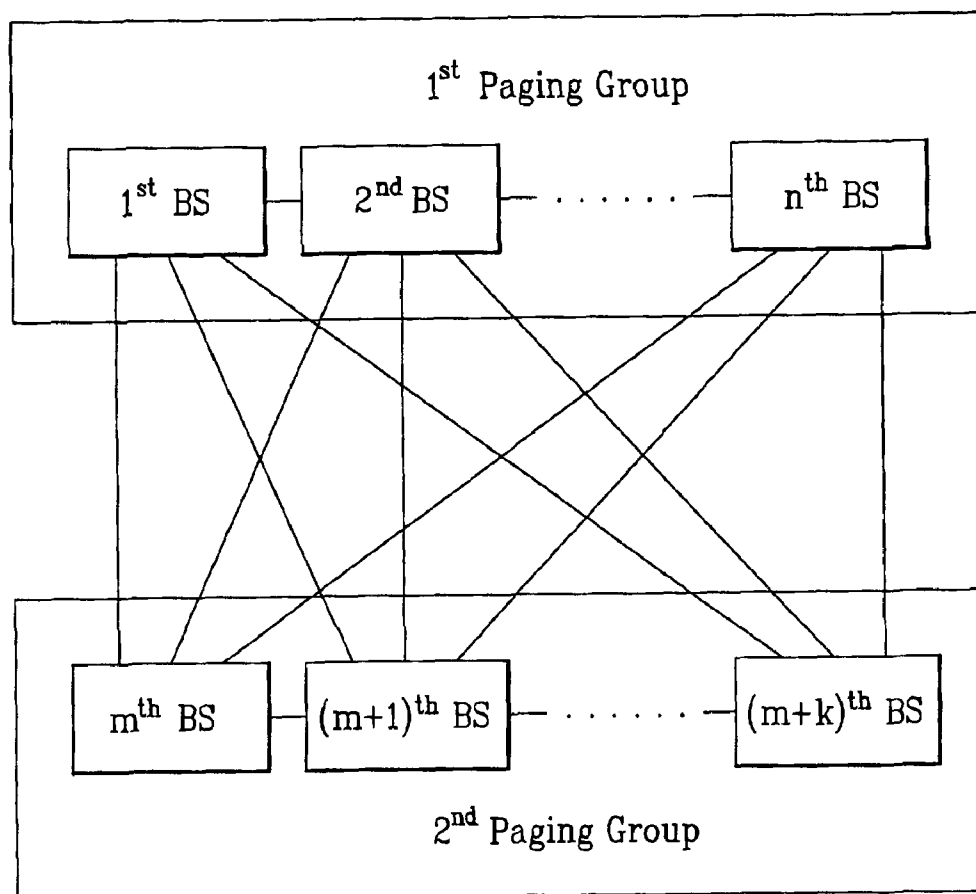 1st Paging Group
1st BS 2nd BS . . . . . . . nth BS
mth BS (m+1)th BS . . . . . . . (m+k)th BS
2nd Paging Group